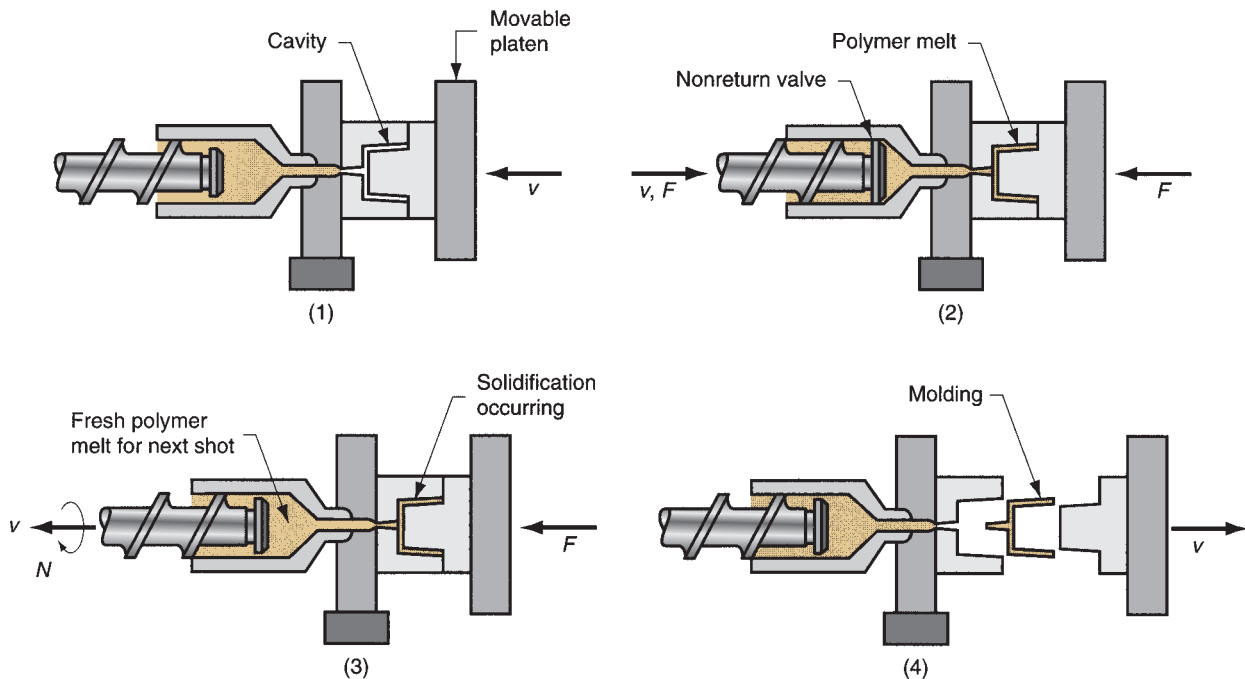 Movable
platen
Cavity
v
(1)
Polymer melt
Nonreturn valve
v, F
F
(2)
Solidification
occurring
Fresh polymer
melt for next shot
v
N
F
(3)
Molding
v
(4)